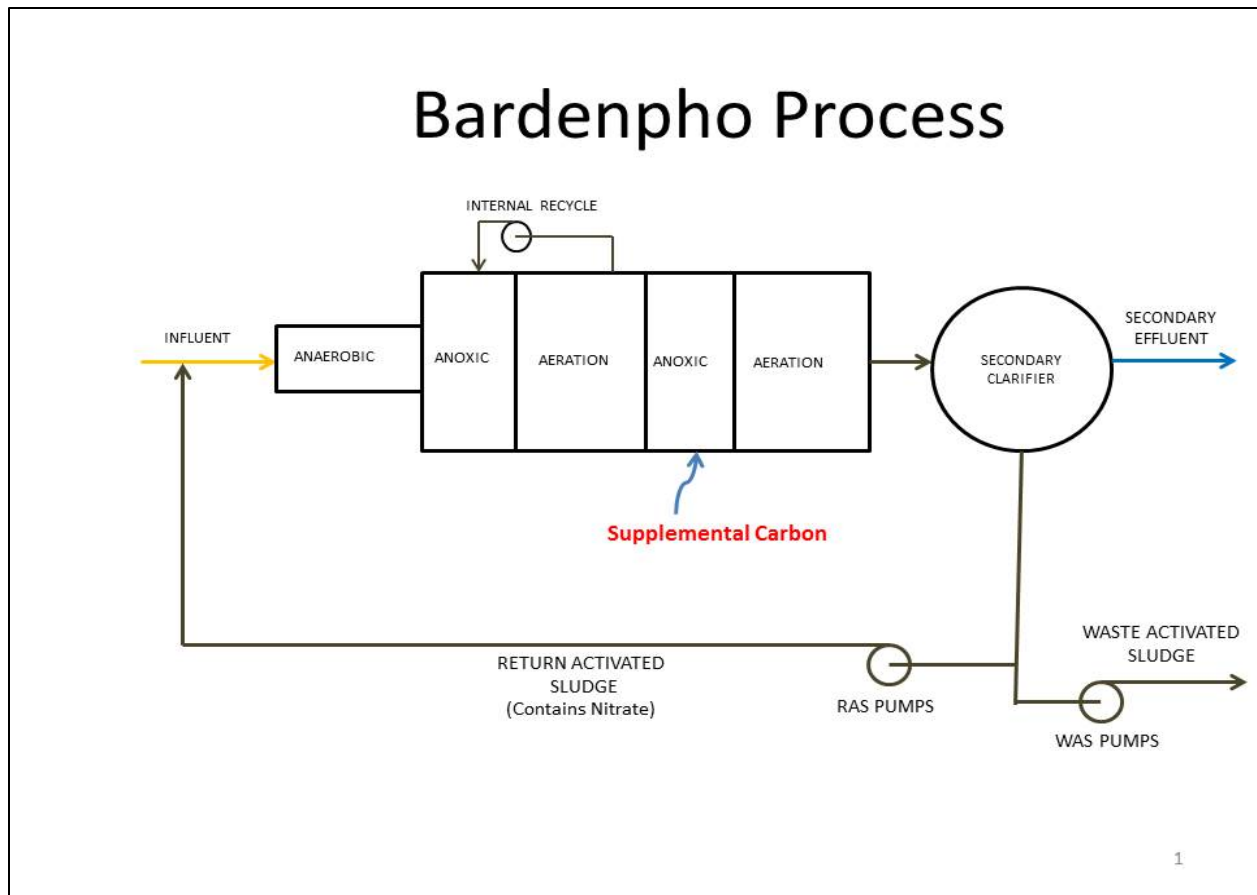 Bardenpho Process
INTERNAL RECYCLE
INFLUENT
ANAEROBIC
ANOXIC
AERATION
ANOXIC
AERATION
SECONDARY
CLARIFIER
SECONDARY
EFFLUENT
Supplemental Carbon
RETURN ACTIVATED
SLUDGE
(Contains Nitrate)
RAS PUMPS
WASTE ACTIVATED
SLUDGE
WAS PUMPS
1